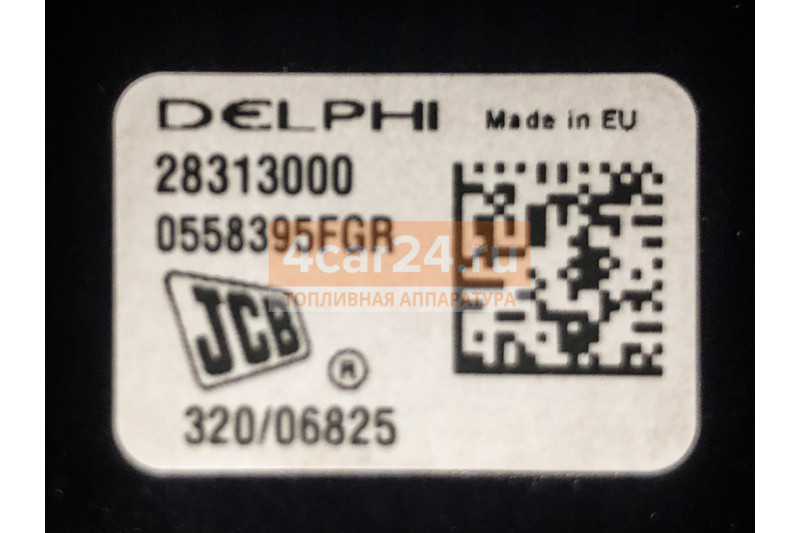 DELPHI Made in EU
28313000
0558395FGR
4car24.ru
ТОПЛИВНАЯ АППАРАТУРА
JCB ®
320/06825